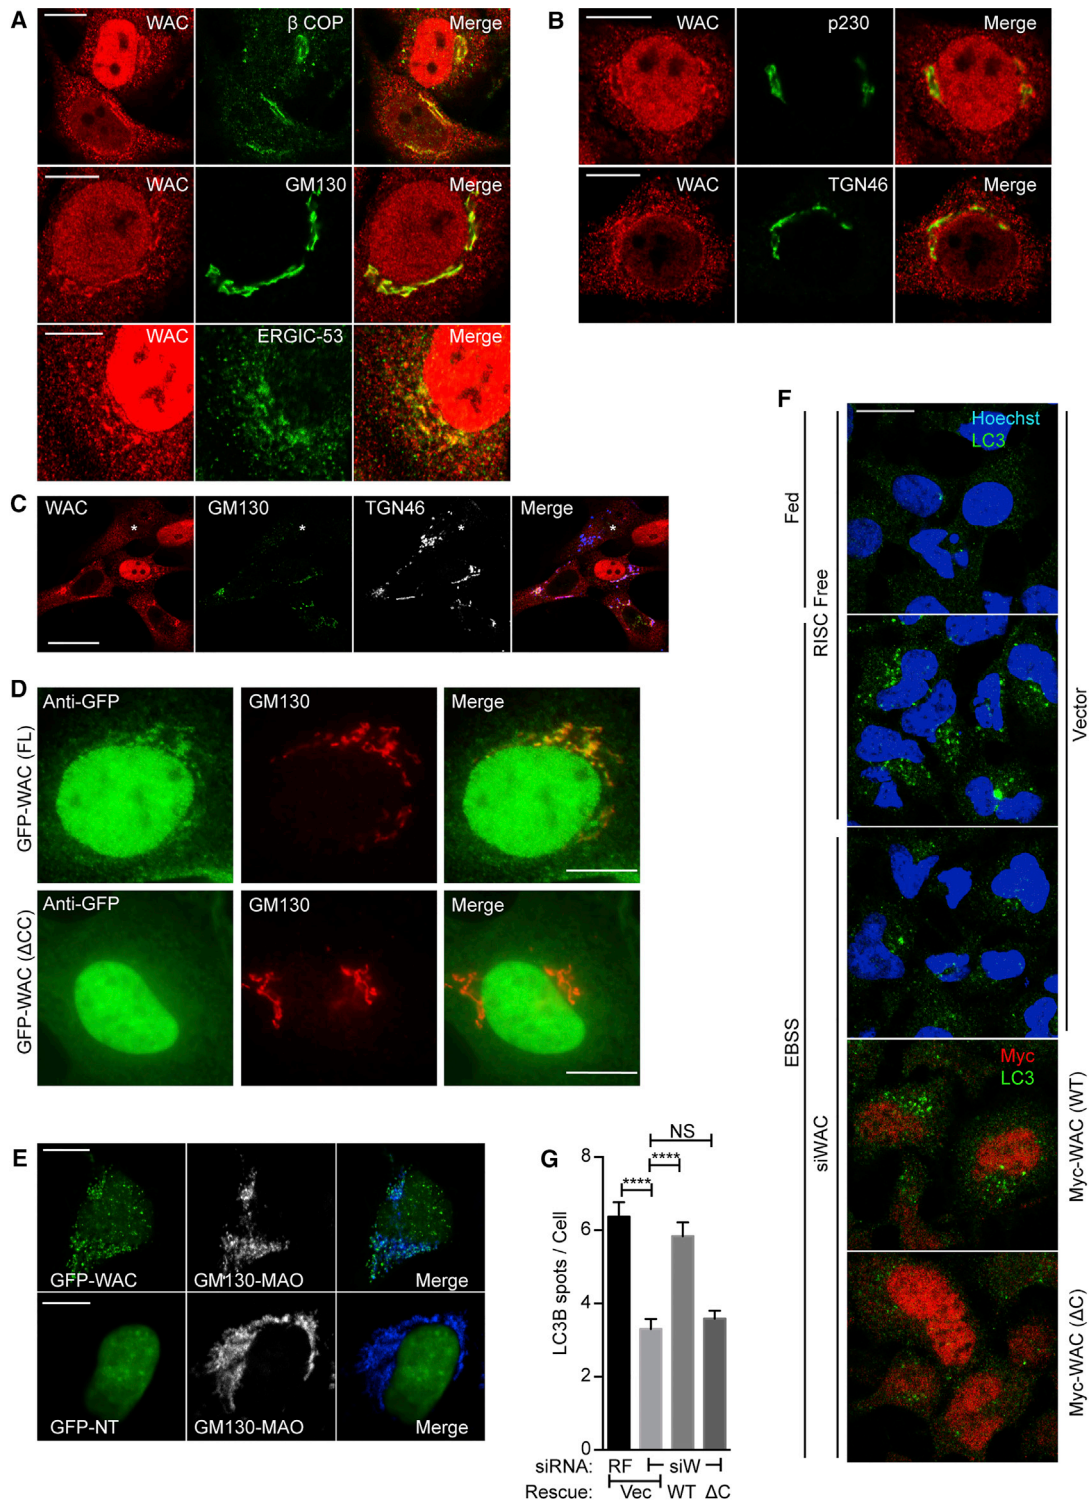 A
WAC
β COP
Merge
WAC
GM130
Merge
WAC
ERGIC-53
Merge
B
WAC
p230
Merge
WAC
TGN46
Merge
C
WAC
GM130
TGN46
Merge
*
*
*
D
Anti-GFP
GM130
Merge
GFP-WAC (FL)
Anti-GFP
GM130
Merge
GFP-WAC (ΔCC)
E
GFP-WAC
GM130-MAO
Merge
GFP-NT
GM130-MAO
Merge
F
Hoechst
LC3
Fed
RISC Free
Vector
EBSS
siWAC
Myc
LC3
Myc-WAC (WT)
Myc-WAC (ΔC)
G
NS
****
****
8
6
4
2
0
LC3B spots / Cell
siRNA: RF siW
Rescue: Vec WT ΔC